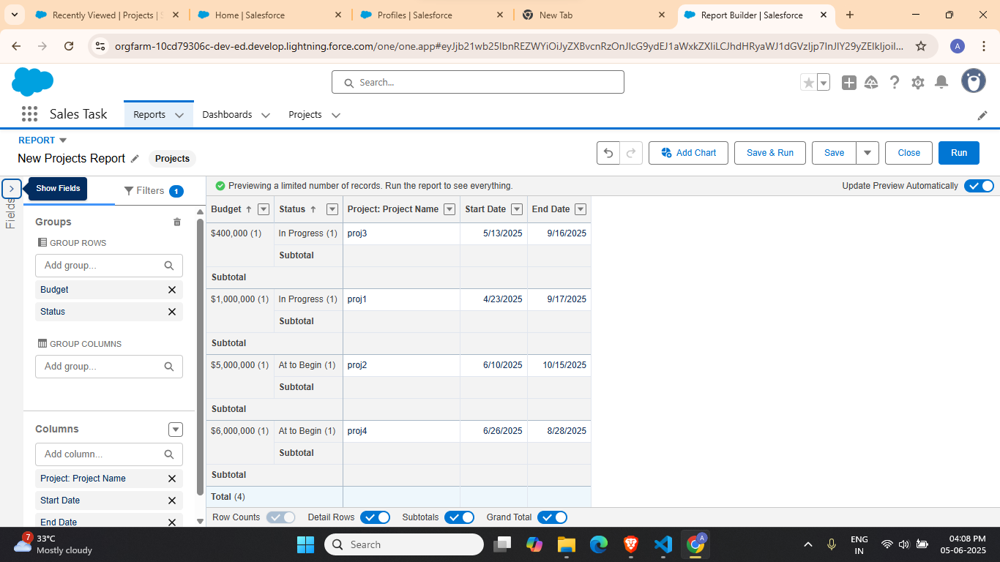 Recently Viewed | Projects | S
Home | Salesforce
Profiles | Salesforce
New Tab
Report Builder | Salesforce
orgfarm-10cd79306c-dev-ed.develop.lightning.force.com/one/one.app#
A
Search...
Sales Task
Reports
Dashboards
Projects
REPORT
New Projects Report
Projects
Add Chart
Save & Run
Save
Close
Run
Fields
Show Fields
Filters 1
Previewing a limited number of records. Run the report to see everything.
Update Preview Automatically
Groups
GROUP ROWS
Add group...
Budget
Status
GROUP COLUMNS
Add group...
Columns
Add column...
Project: Project Name
Start Date
End Date
Budget Status Project: Project Name Start Date End Date
$400,000 (1) In Progress (1) proj3 5/13/2025 9/16/2025
Subtotal
Subtotal
$1,000,000 (1) In Progress (1) proj1 4/23/2025 9/17/2025
Subtotal
Subtotal
$5,000,000 (1) At to Begin (1) proj2 6/10/2025 10/15/2025
Subtotal
Subtotal
$6,000,000 (1) At to Begin (1) proj4 6/26/2025 8/28/2025
Subtotal
Subtotal
Total (4)
Row Counts Detail Rows Subtotals Grand Total
7
33°C
Mostly cloudy
Search
A
ENG
IN
04:08 PM
05-06-2025